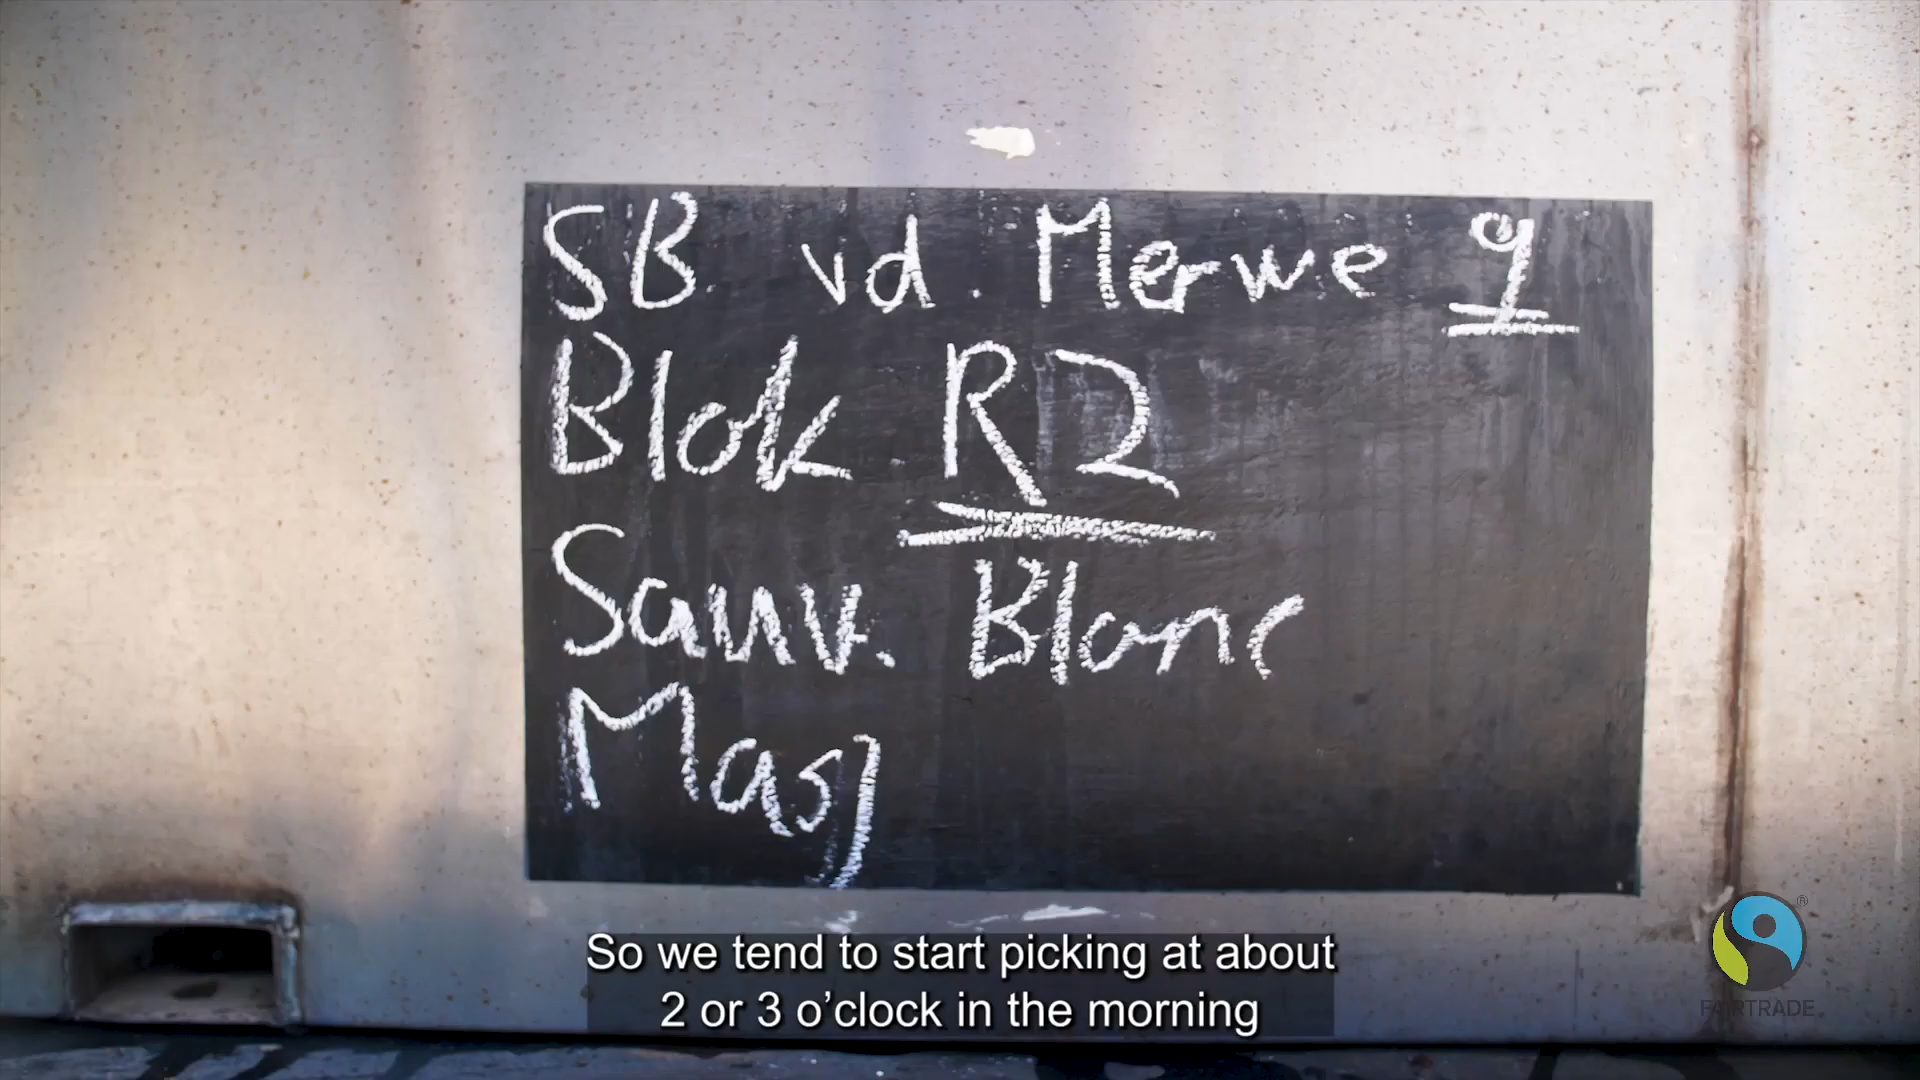 SB vd. Merwe 9
Blok R2
Sauv. Blanc
Masj
So we tend to start picking at about
2 or 3 o'clock in the morning
FAIRTRADE
®